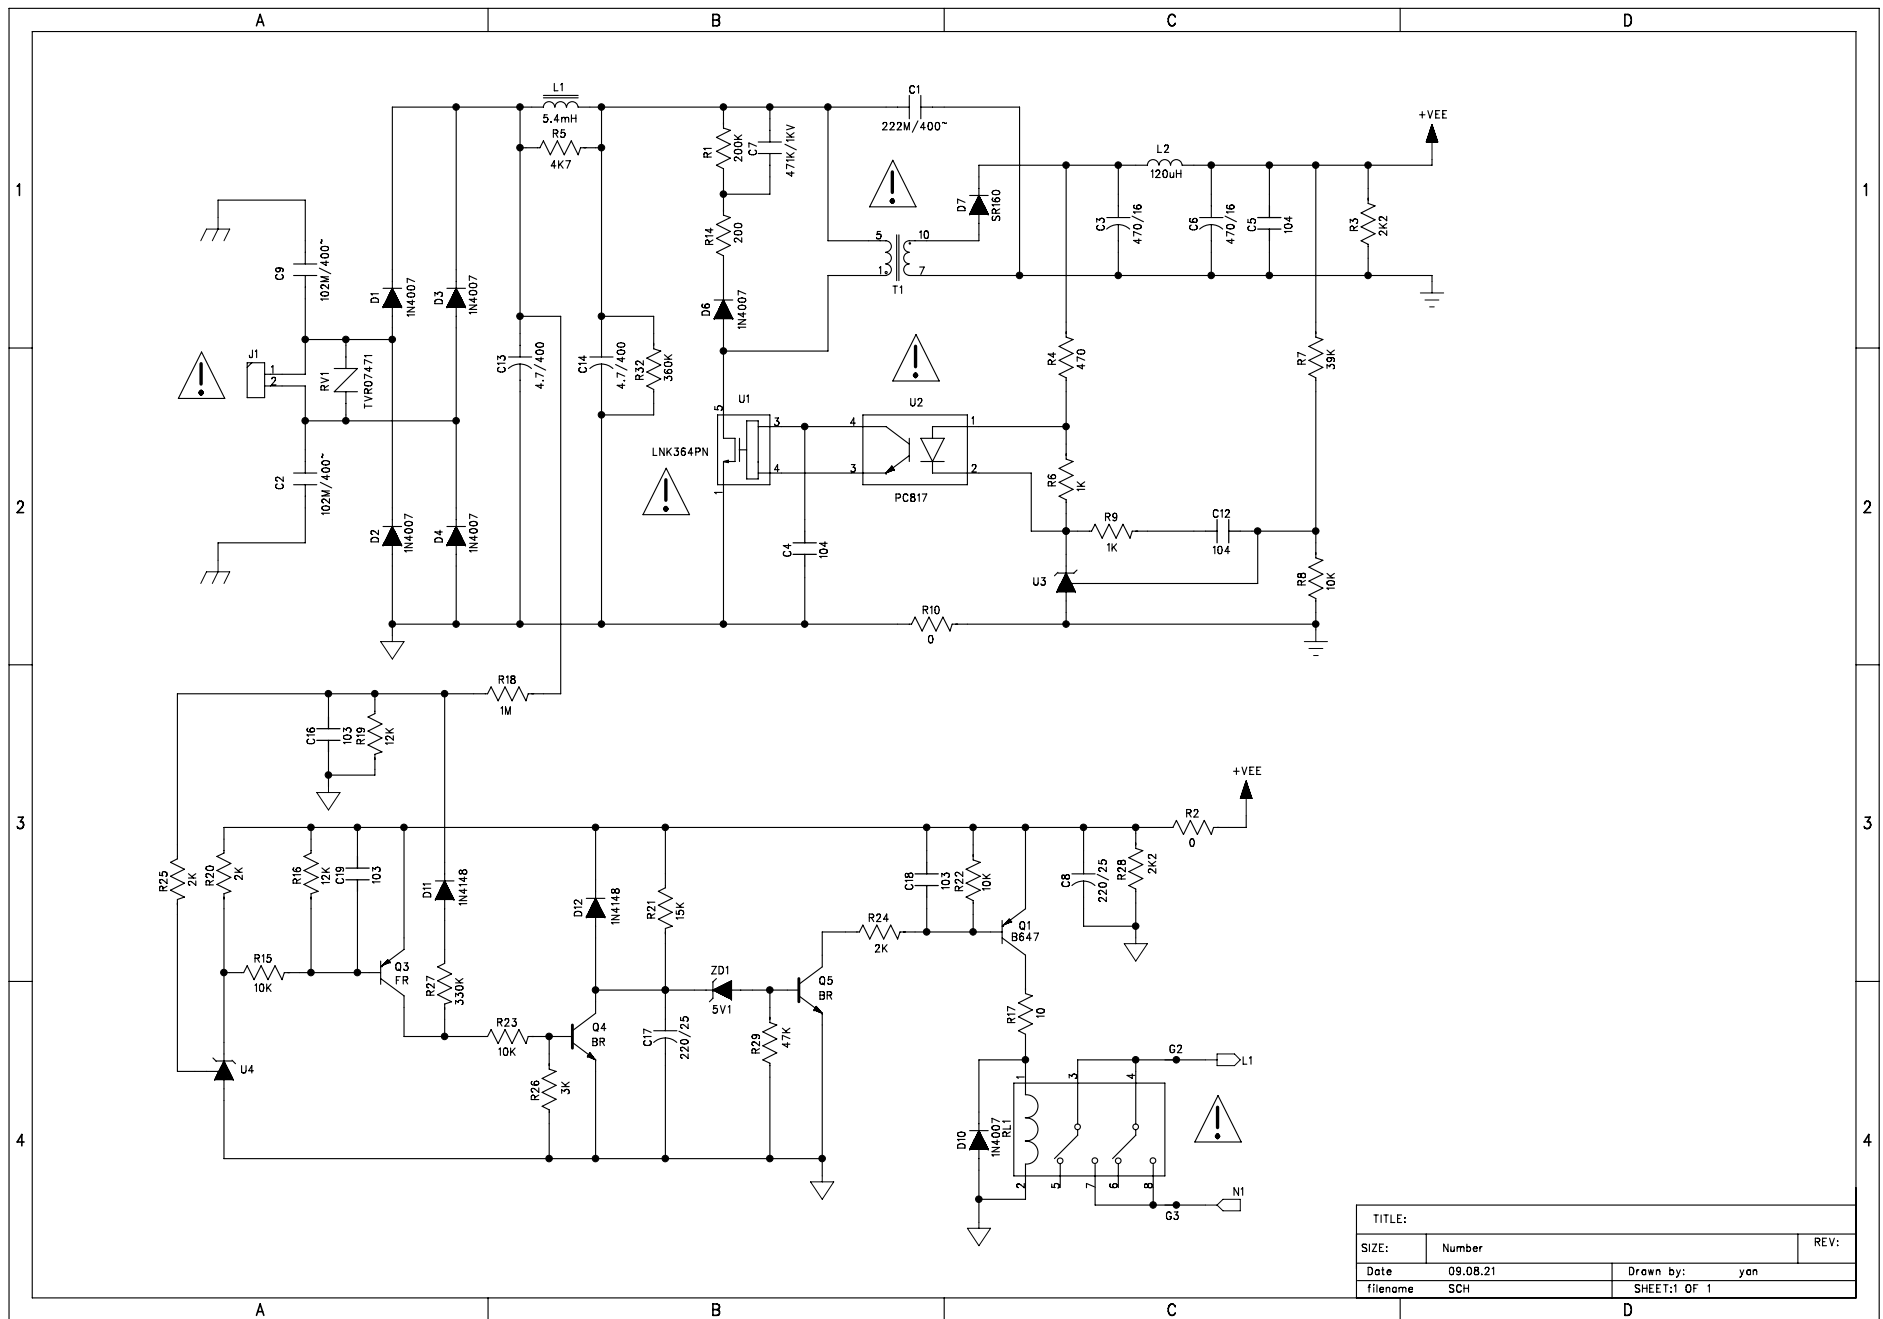 A B C D
L1
5.4mH
R5
4K7
R1
200K
C7
471K/1KV
C1
222M/400~
+VEE
L2
120uH
D7
SR160
1
1
R14
200
C3
470/16
C6
470/16
C5
104
R3
2K2
5
10
1
7
T1
C9
102M/400~
D1
1N4007
D3
1N4007
D6
1N4007
J1
1
2
RV1
TVR07471
C13
4.7/400
C14
4.7/400
R32
360K
R4
470
R7
39K
U1
U2
5
3
4
1
LNK364PN
4
3
1
2
PC817
1
4
3
2
C2
102M/400~
R6
1K
2
2
D2
1N4007
D4
1N4007
C4
104
R9
1K
C12
104
U3
R8
10K
R10
0
R18
1M
C16
103
R19
12K
+VEE
R2
0
3
3
R25
2K
R20
2K
R16
12K
C19
103
D11
1N4148
D12
1N4148
R21
15K
C18
103
R22
10K
C8
220/25
R28
2K2
R24
2K
Q1
B647
R15
10K
Q3
FR
R27
330K
ZD1
5V1
Q5
BR
R17
10
R23
10K
Q4
BR
C17
220/25
R29
47K
U4
R26
3K
G2
L1
1
3
4
D10
1N4007
RL1
4
4
2
5
7
6
8
N1
G3
TITLE:
SIZE: Number REV:
Date 09.08.21 Drawn by: yan
filename SCH SHEET:1 OF 1
A B C D